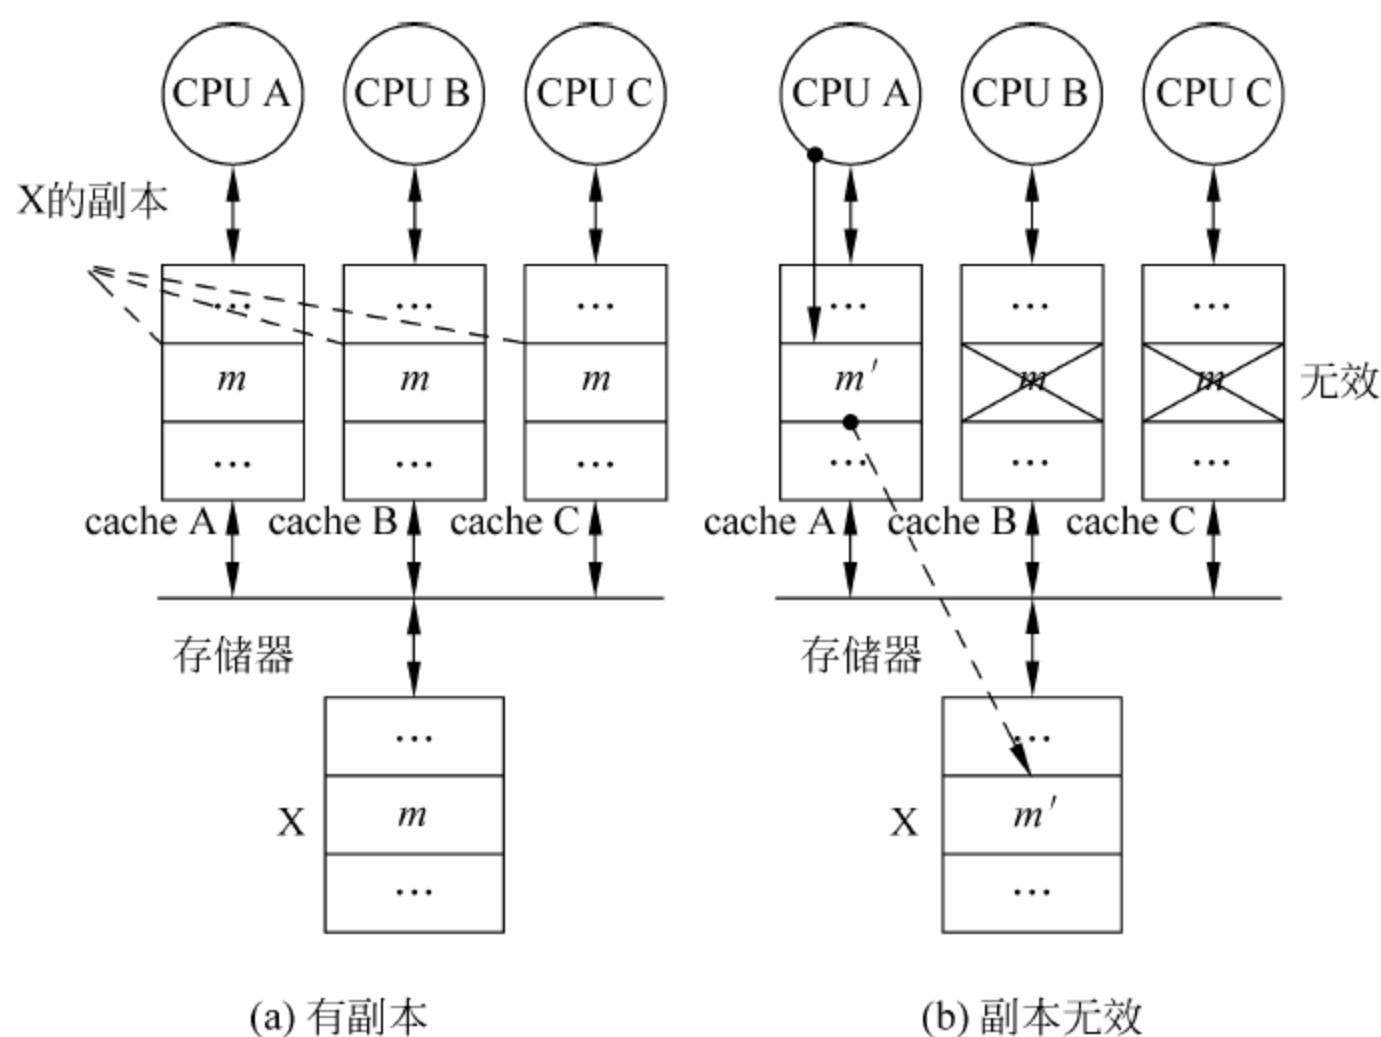 CPU A CPU B CPU C CPU A CPU B CPU C
X的副本
… … … … … …
m m m m′ m m 无效
… … … … … …
cache A cache B cache C cache A cache B cache C
存储器 存储器
… …
X m X m′
… …
(a) 有副本 (b) 副本无效